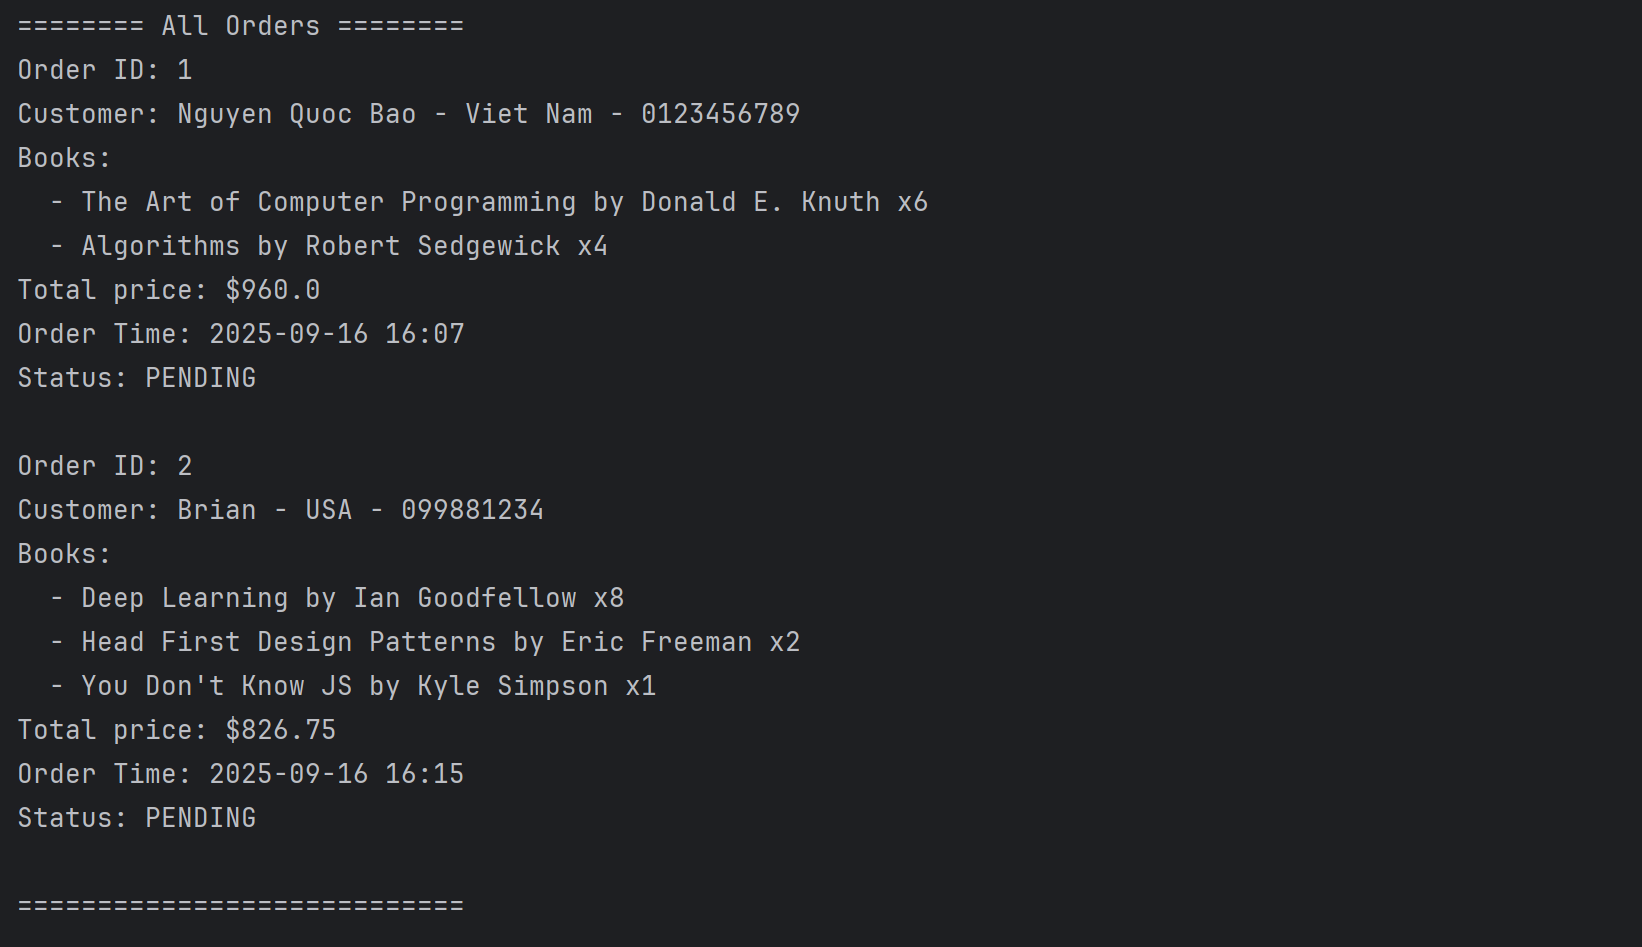 ======== All Orders ========
Order ID: 1
Customer: Nguyen Quoc Bao - Viet Nam - 0123456789
Books:
  - The Art of Computer Programming by Donald E. Knuth x6
  - Algorithms by Robert Sedgewick x4
Total price: $960.0
Order Time: 2025-09-16 16:07
Status: PENDING

Order ID: 2
Customer: Brian - USA - 099881234
Books:
  - Deep Learning by Ian Goodfellow x8
  - Head First Design Patterns by Eric Freeman x2
  - You Don't Know JS by Kyle Simpson x1
Total price: $826.75
Order Time: 2025-09-16 16:15
Status: PENDING

============================